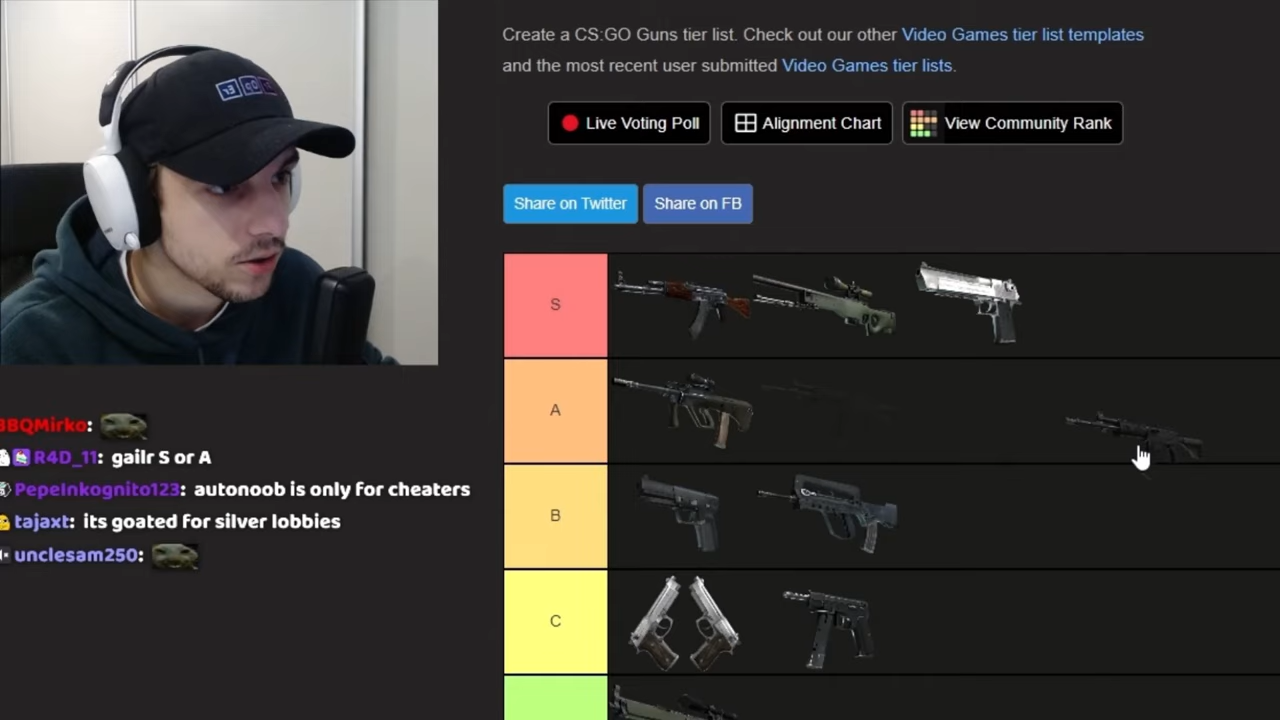 Create a CS:GO Guns tier list. Check out our other Video Games tier list templates
and the most recent user submitted Video Games tier lists.
Live Voting Poll
Alignment Chart
View Community Rank
Share on Twitter
Share on FB
S
A
B
C
BBQMirko:
R4D_11: gailr S or A
PepeInkognito123: autonoob is only for cheaters
tajaxt: its goated for silver lobbies
unclesam250: